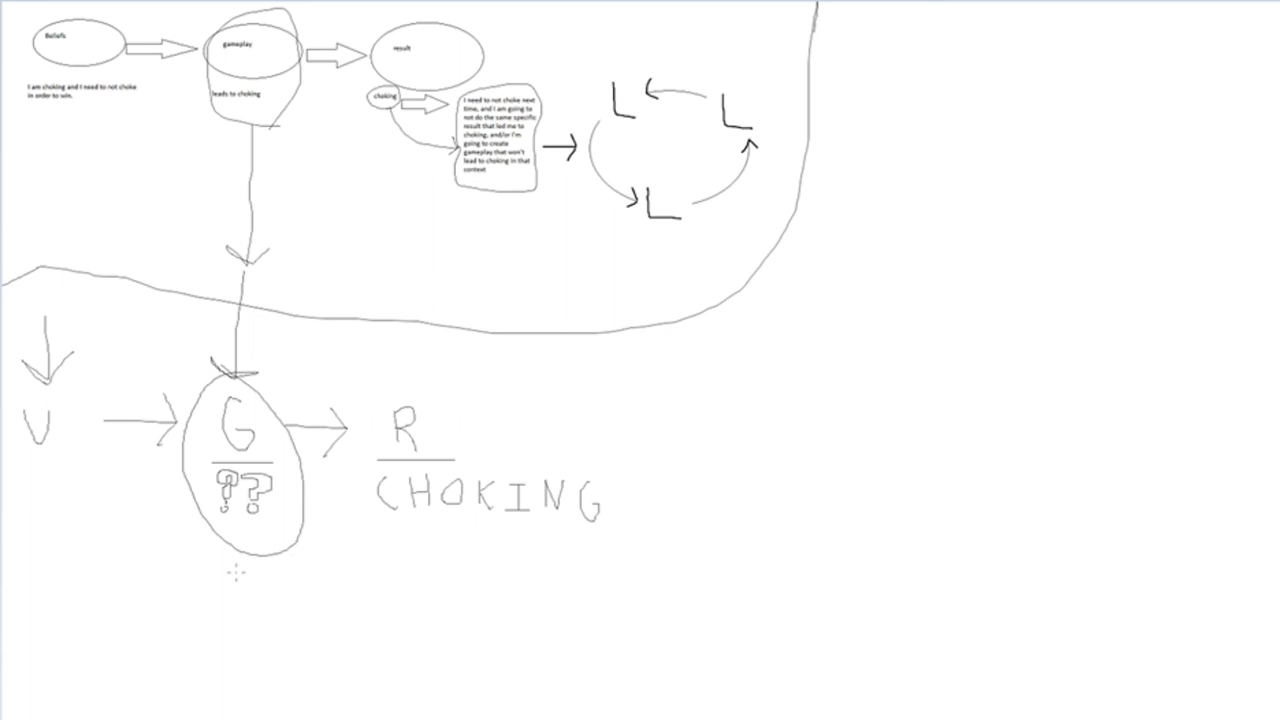 Beliefs
gameplay
result
I am choking and I need to not choke
in order to win.
leads to choking
choking
I need to not choke next
time, and I am going to
not do the same specific
result that led me to
choking, and/or I'm
going to create
gameplay that won't
lead to choking in that
context
L
L
L
V
G
??
R
CHOKING